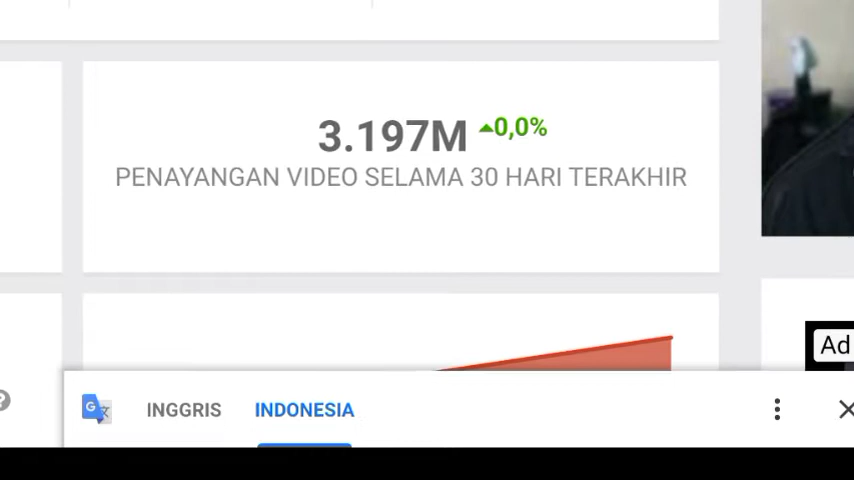 3.197M ▲0,0%
PENAYANGAN VIDEO SELAMA 30 HARI TERAKHIR
Ad
?
INGGRIS INDONESIA